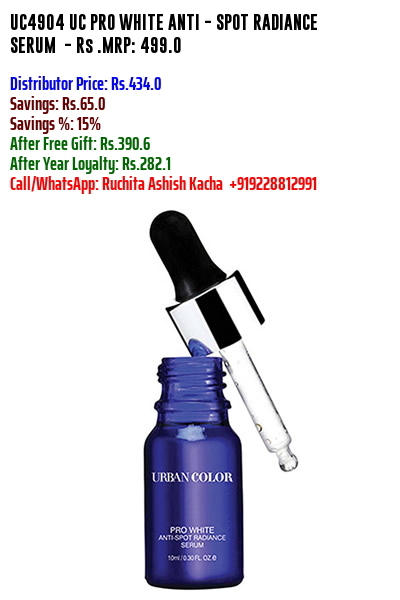 UC4904 UC PRO WHITE ANTI - SPOT RADIANCE
SERUM - Rs .MRP: 499.0
Distributor Price: Rs.434.0
Savings: Rs.65.0
Savings %: 15%
After Free Gift: Rs.390.6
After Year Loyalty: Rs.282.1
Call/WhatsApp: Ruchita Ashish Kacha +919228812991
URBAN COLOR
PRO WHITE
ANTI-SPOT RADIANCE
SERUM
10ml / 0.30 FL. OZ. e